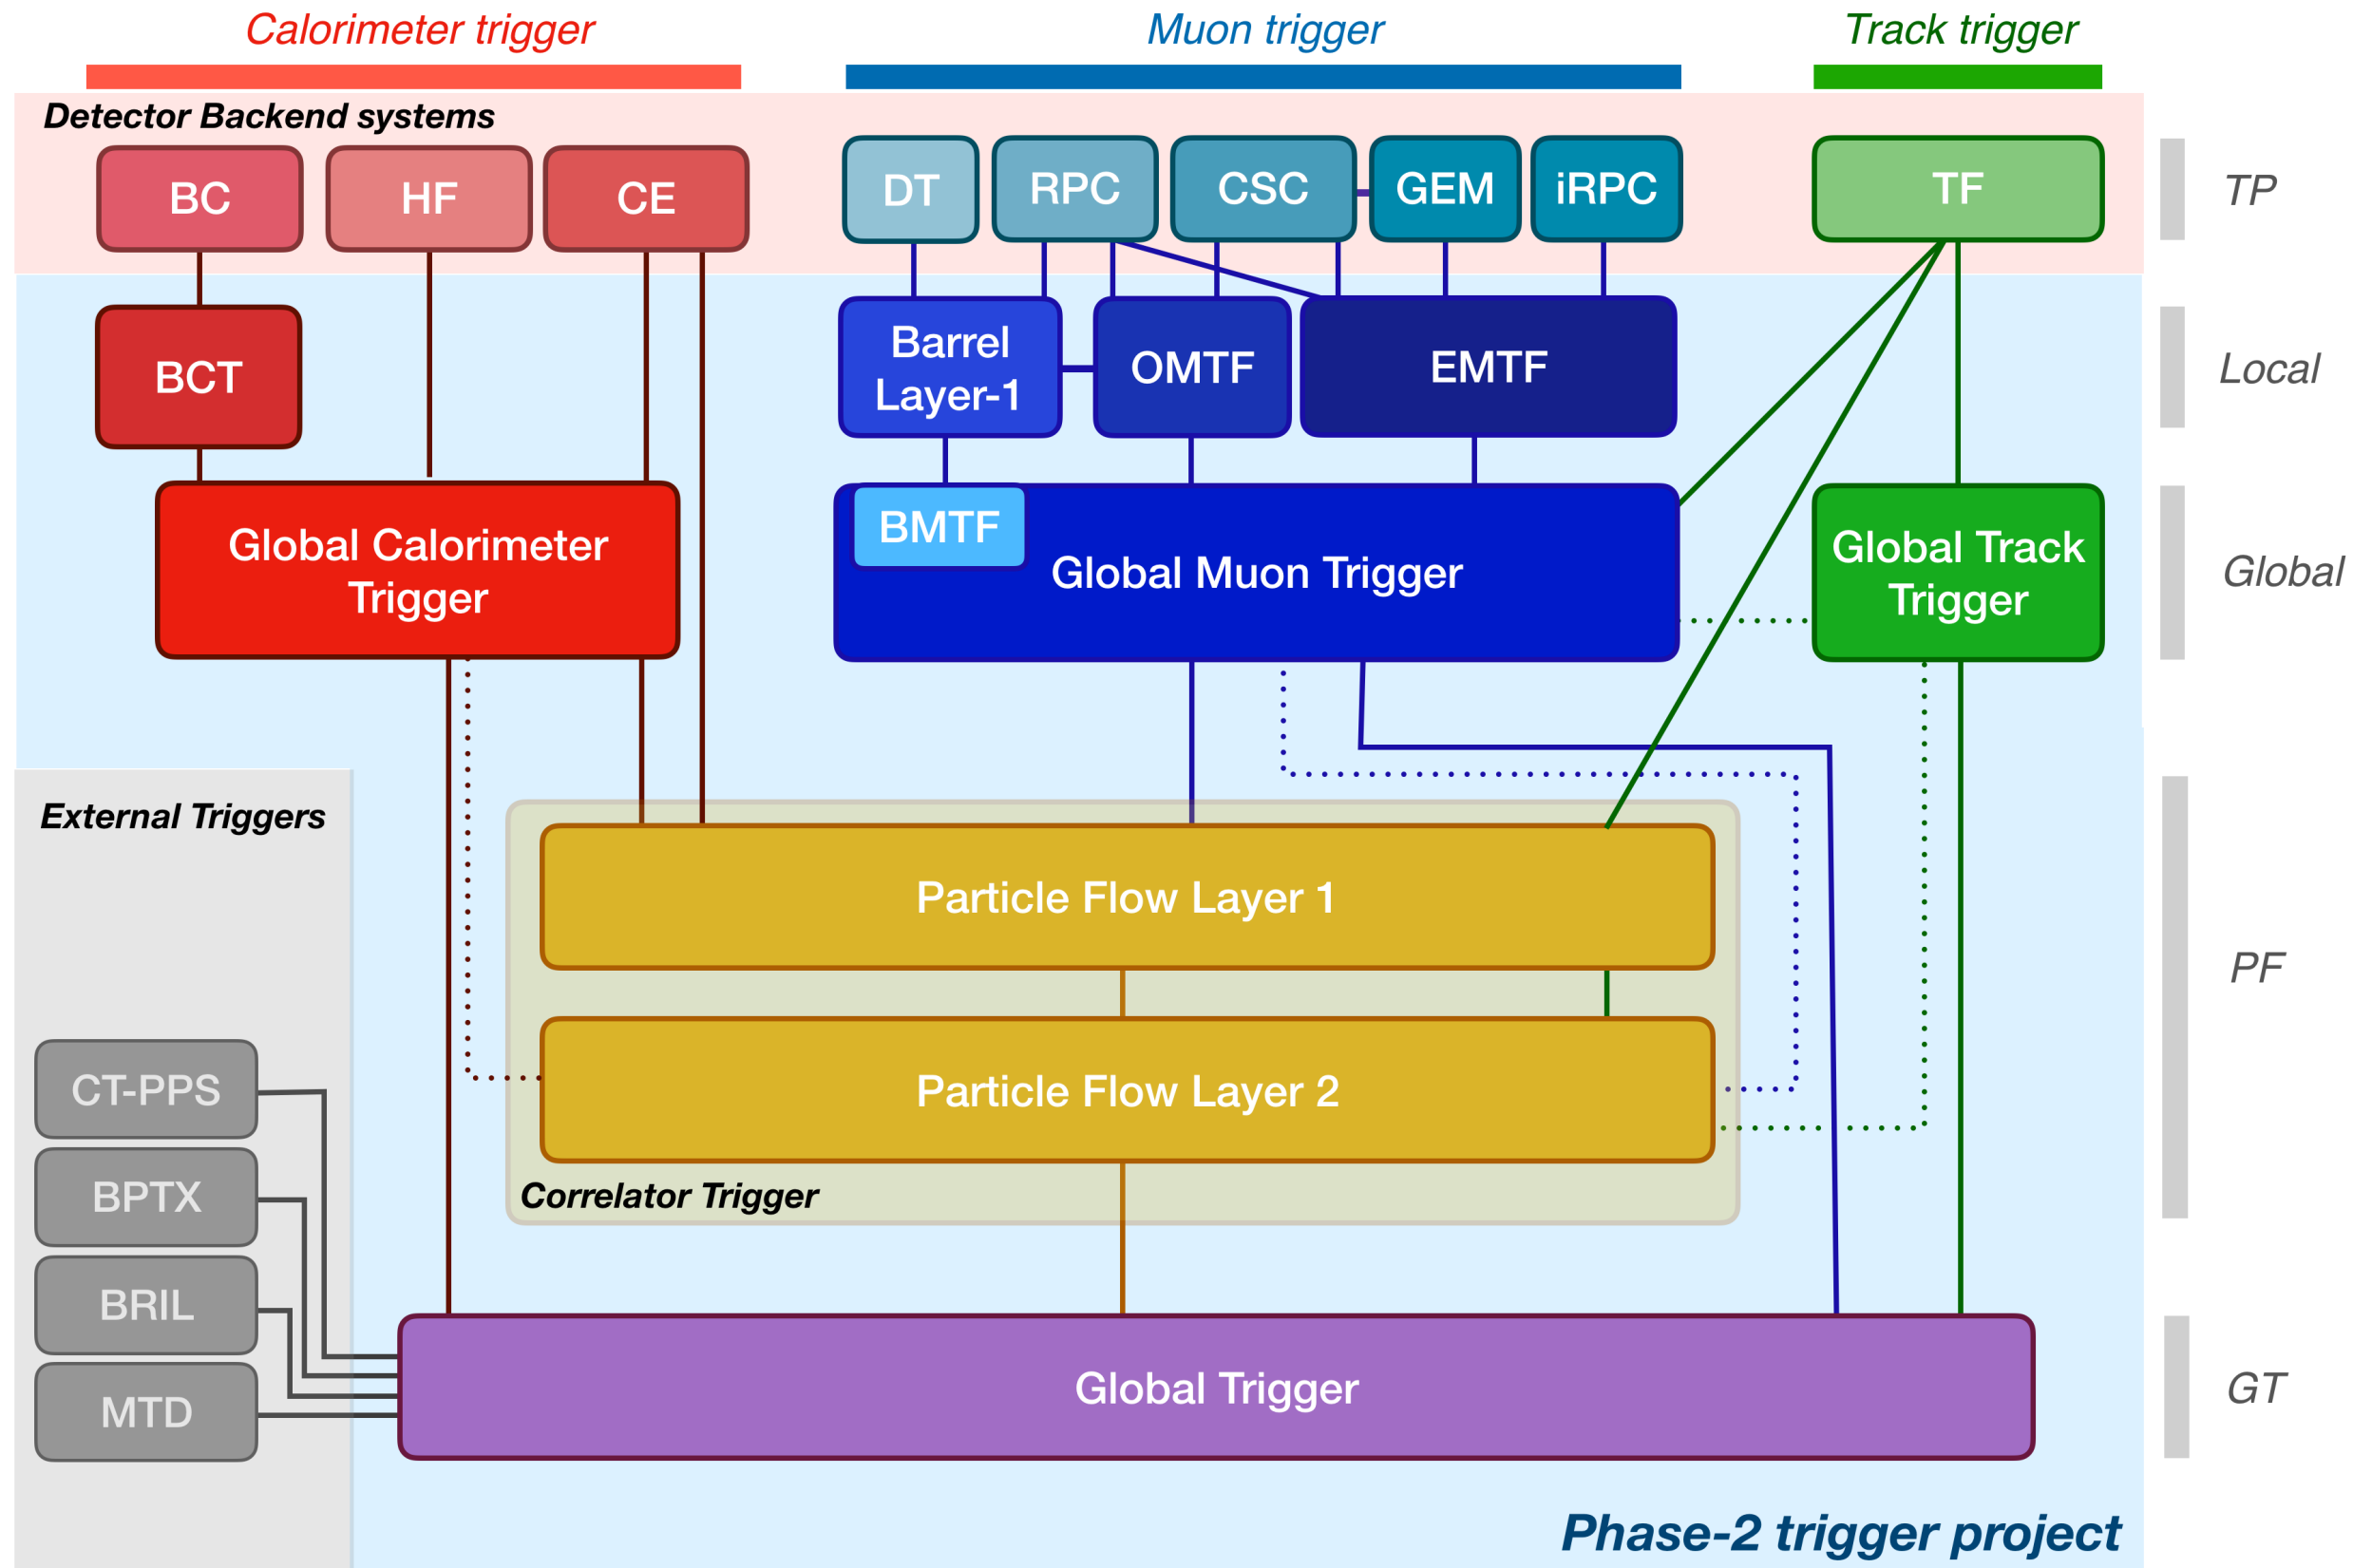 Calorimeter trigger
Muon trigger
Track trigger
Detector Backend systems
BC
HF
CE
DT
RPC
CSC
GEM
iRPC
TF
TP
BCT
Barrel
Layer-1
OMTF
EMTF
Local
Global Calorimeter
Trigger
BMTF
Global Muon Trigger
Global Track
Trigger
Global
External Triggers
Particle Flow Layer 1
PF
CT-PPS
Particle Flow Layer 2
BPTX
Correlator Trigger
BRIL
MTD
Global Trigger
GT
Phase-2 trigger project